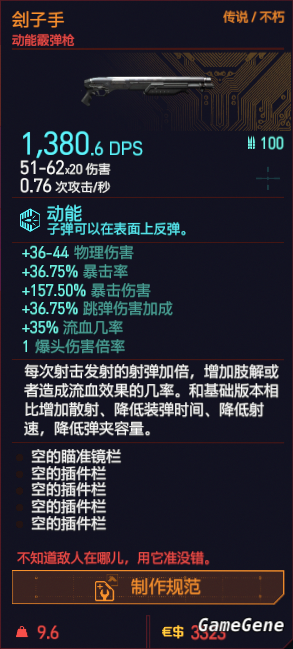 刽子手
传说 / 不朽
动能霰弹枪
1,380.6 DPS
100
51-62x20 伤害
0.76 次攻击/秒
动能
子弹可以在表面上反弹。
+36-44 物理伤害
+36.75% 暴击率
+157.50% 暴击伤害
+36.75% 跳弹伤害加成
+35% 流血几率
1 爆头伤害倍率
每次射击发射的射弹加倍，增加肢解或
者造成流血效果的几率。和基础版本相
比增加散射、降低装弹时间、降低射
速，降低弹夹容量。
空的瞄准镜栏
空的插件栏
空的插件栏
空的插件栏
空的插件栏
不知道敌人在哪儿，用它准没错。
制作规范
9.6
€$ 3323
GameGene